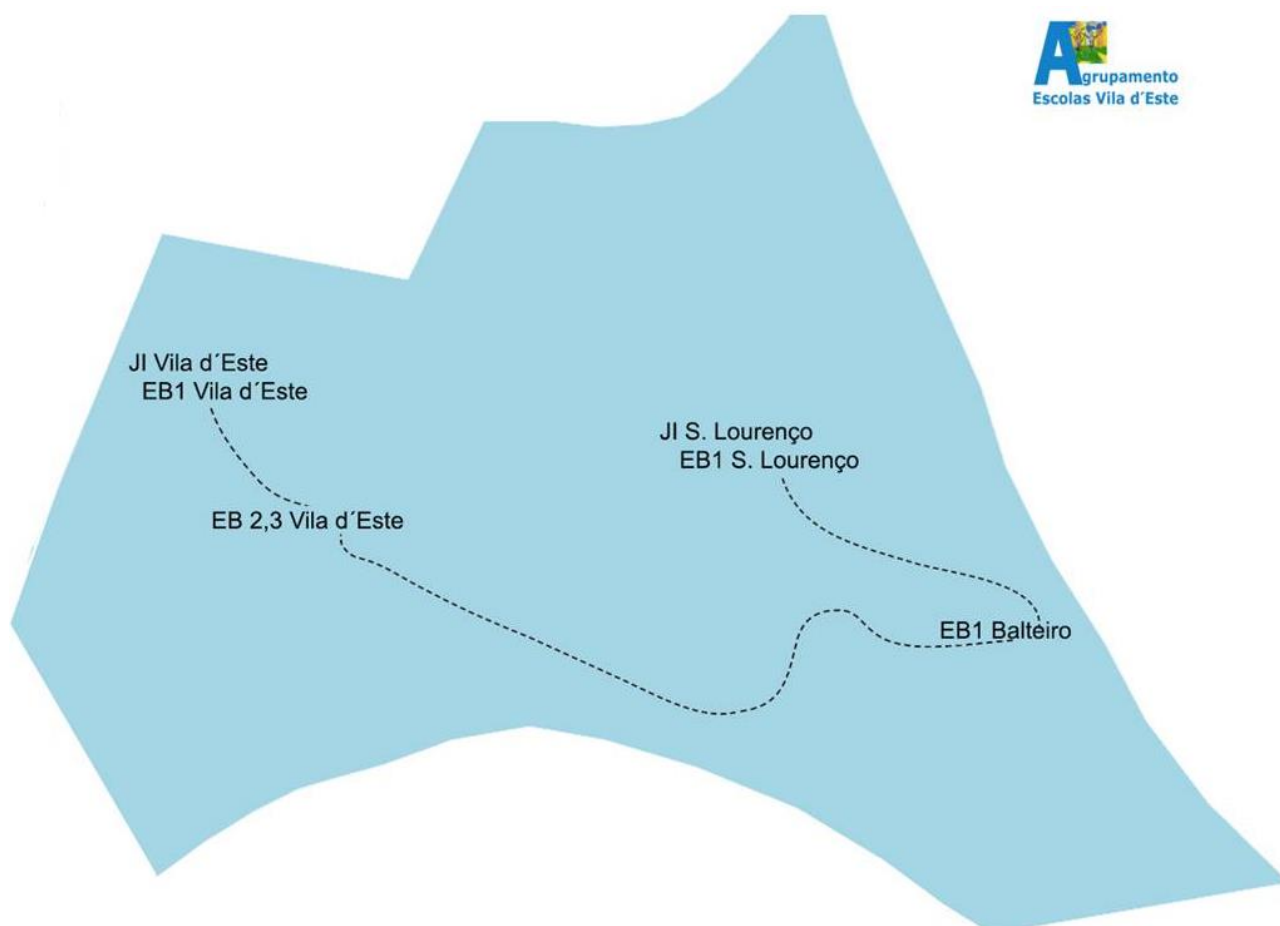 Agrupamento
Escolas Vila d´Este
JI Vila d´Este
EB1 Vila d´Este
JI S. Lourenço
EB1 S. Lourenço
EB 2,3 Vila d´Este
EB1 Balteiro